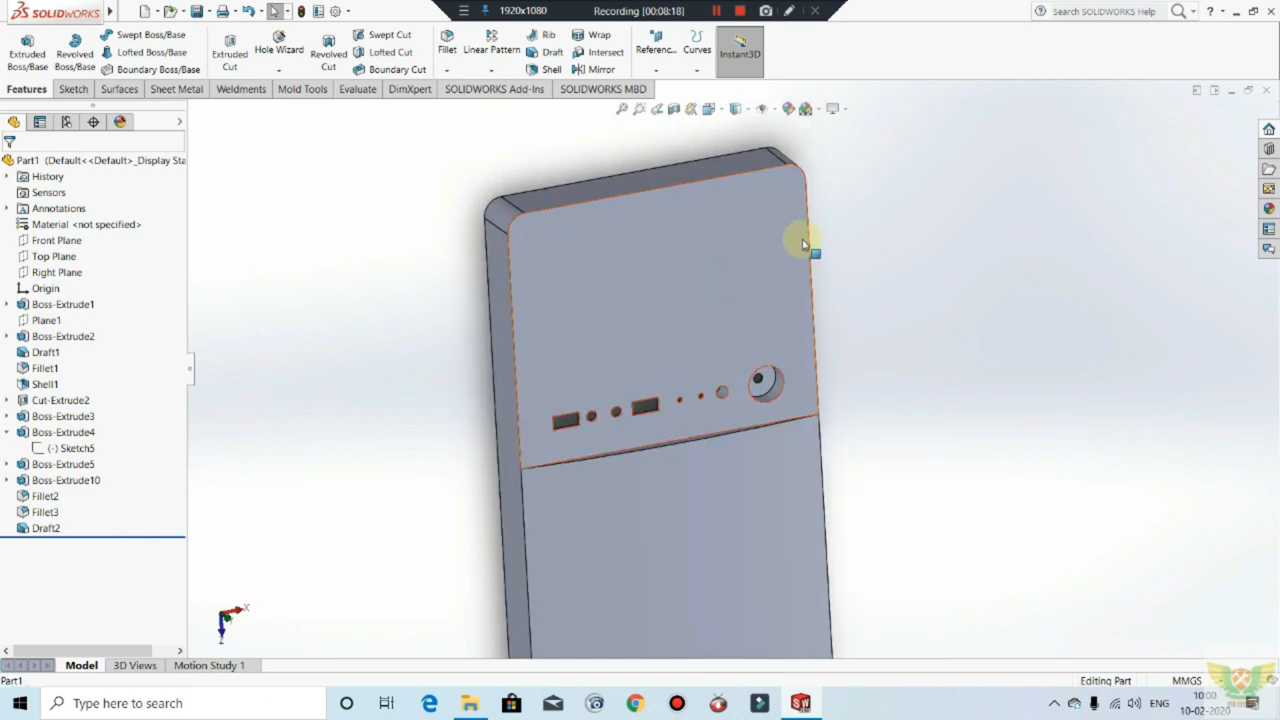 SOLIDWORKS
1920x1080
Recording [00:08:18]
Search SOLIDWORKS Help
Extruded Boss/Base
Revolved Boss/Base
Swept Boss/Base
Lofted Boss/Base
Boundary Boss/Base
Extruded Cut
Hole Wizard
Revolved Cut
Swept Cut
Lofted Cut
Boundary Cut
Fillet
Linear Pattern
Rib
Draft
Shell
Wrap
Intersect
Mirror
Referenc...
Curves
Instant3D
Features
Sketch
Surfaces
Sheet Metal
Weldments
Mold Tools
Evaluate
DimXpert
SOLIDWORKS Add-Ins
SOLIDWORKS MBD
Part1 (Default<<Default>_Display Sta
History
Sensors
Annotations
Material <not specified>
Front Plane
Top Plane
Right Plane
Origin
Boss-Extrude1
Plane1
Boss-Extrude2
Draft1
Fillet1
Shell1
Cut-Extrude2
Boss-Extrude3
Boss-Extrude4
(-) Sketch5
Boss-Extrude5
Boss-Extrude10
Fillet2
Fillet3
Draft2
X
Z
Model
3D Views
Motion Study 1
Part1
Editing Part
MMGS
Type here to search
SW
ENG
10:00
10-02-2020